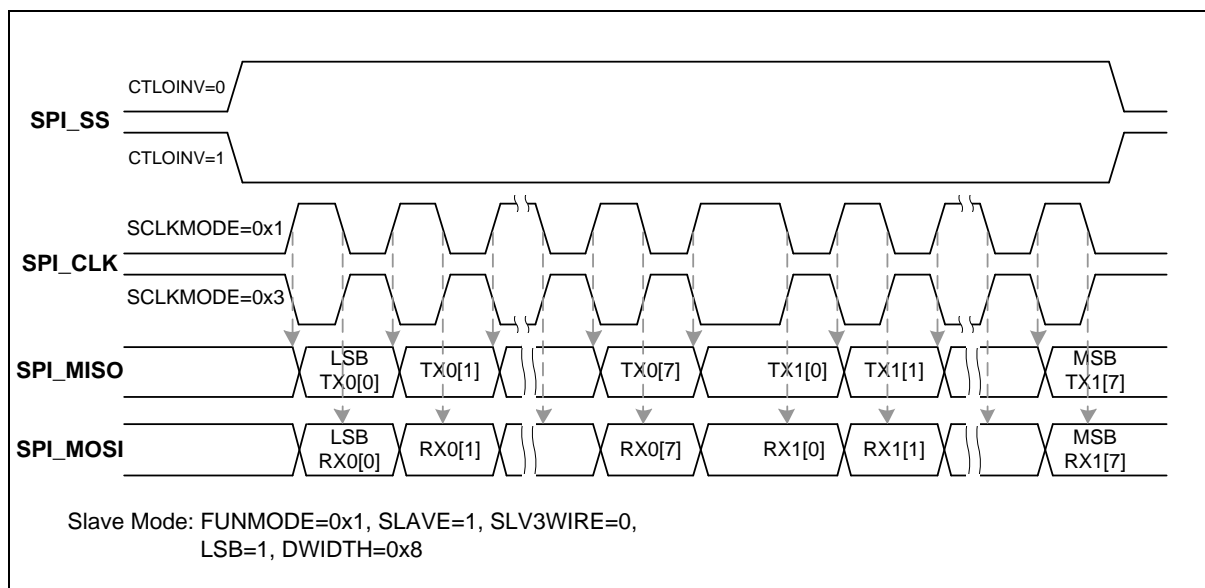 CTLOINV=0
SPI_SS
CTLOINV=1
SCLKMODE=0x1
SPI_CLK
SCLKMODE=0x3
SPI_MISO
LSB
TX0[0]
TX0[1]
TX0[7]
TX1[0]
TX1[1]
MSB
TX1[7]
SPI_MOSI
LSB
RX0[0]
RX0[1]
RX0[7]
RX1[0]
RX1[1]
MSB
RX1[7]
Slave Mode: FUNMODE=0x1, SLAVE=1, SLV3WIRE=0,
LSB=1, DWIDTH=0x8